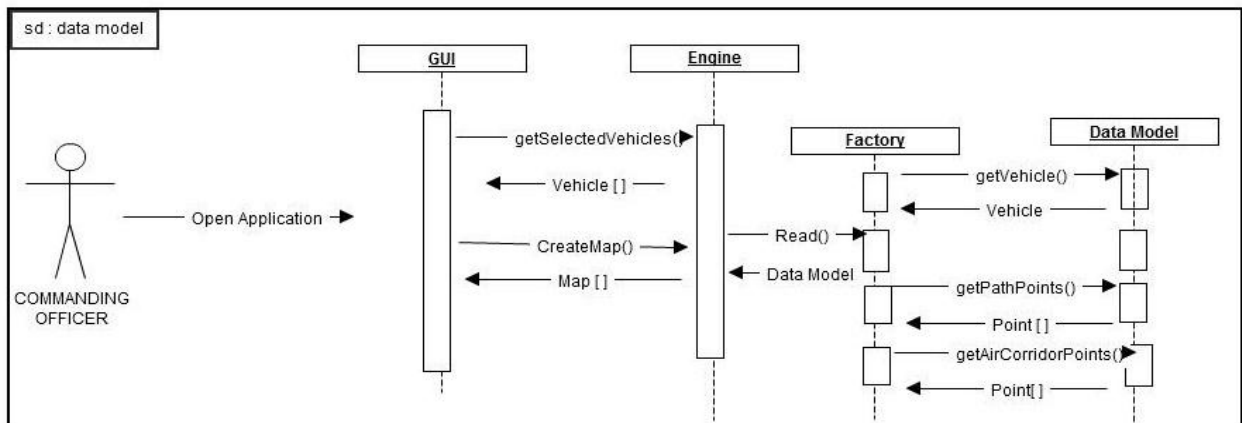 sd : data model
GUI
Engine
Factory
Data Model
getSelectedVehicles()
Vehicle [ ]
getVehicle()
Vehicle
Open Application
Read()
CreateMap()
Data Model
Map [ ]
getPathPoints()
COMMANDING
OFFICER
Point [ ]
getAirCorridorPoints()
Point[ ]